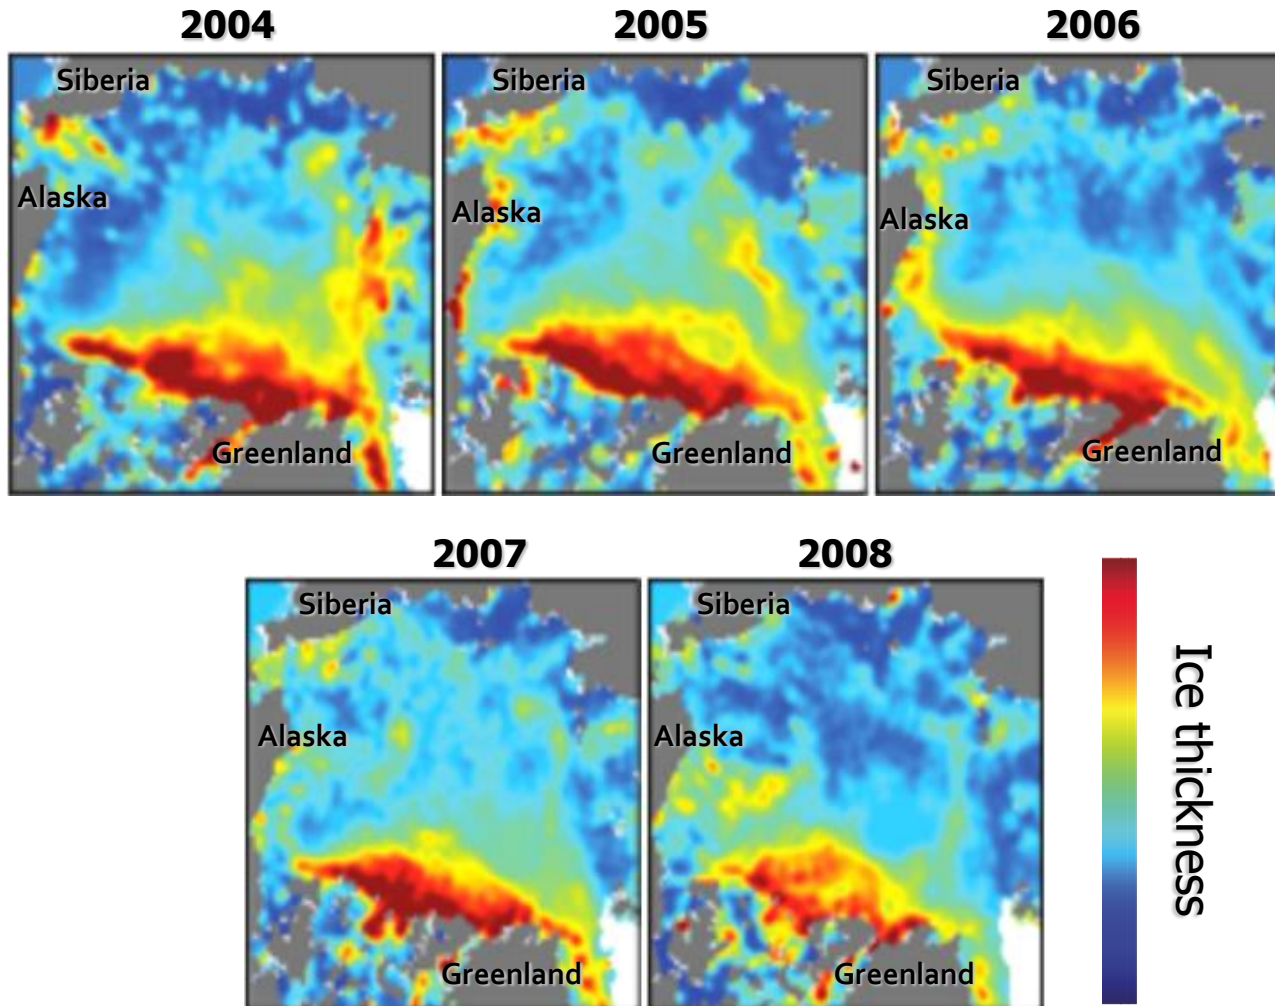 2004
2005
2006
Siberia
Siberia
Siberia
Alaska
Alaska
Alaska
Greenland
Greenland
Greenland
2007
2008
Siberia
Siberia
Alaska
Alaska
Greenland
Greenland
Ice thickness